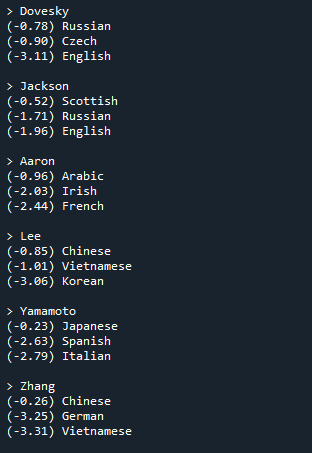 > Dovesky
(-0.78) Russian
(-0.90) Czech
(-3.11) English
> Jackson
(-0.52) Scottish
(-1.71) Russian
(-1.96) English
> Aaron
(-0.96) Arabic
(-2.03) Irish
(-2.44) French
> Lee
(-0.85) Chinese
(-1.01) Vietnamese
(-3.06) Korean
> Yamamoto
(-0.23) Japanese
(-2.63) Spanish
(-2.79) Italian
> Zhang
(-0.26) Chinese
(-3.25) German
(-3.31) Vietnamese